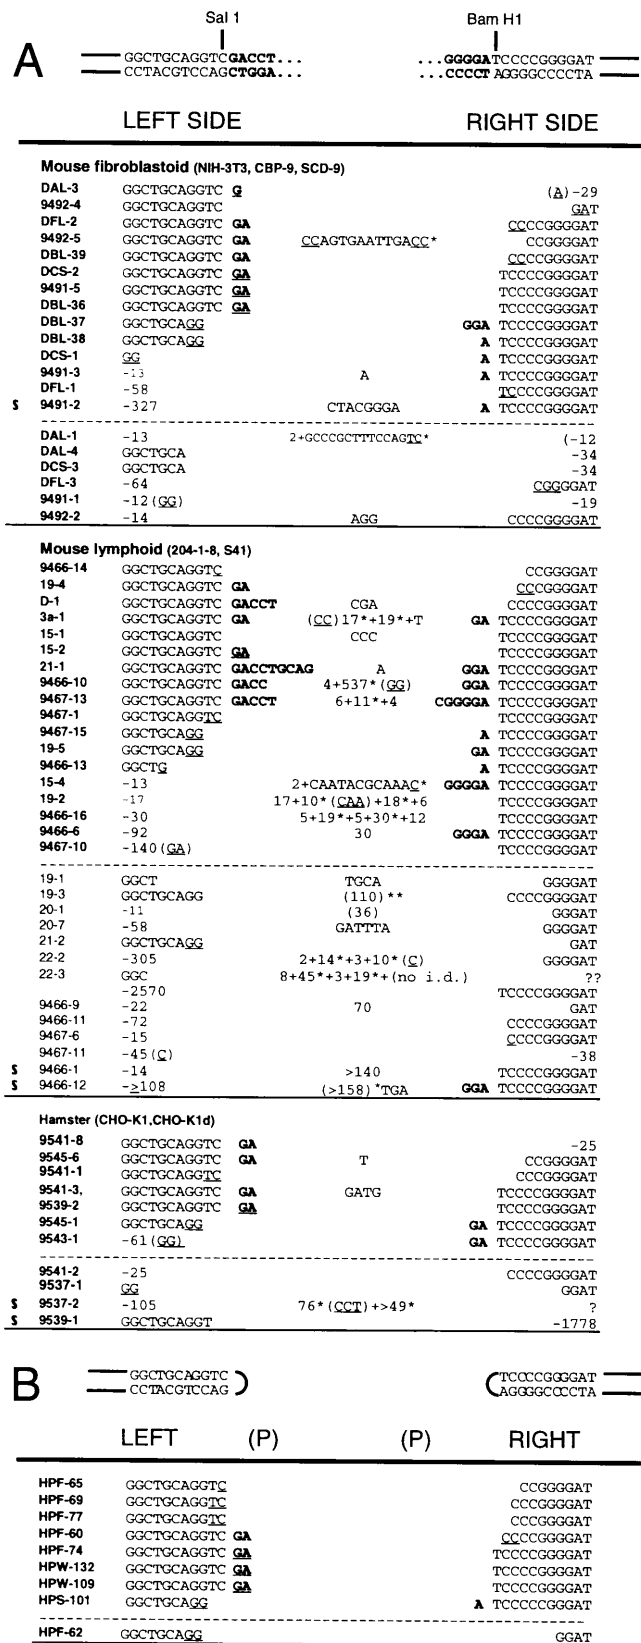 Sal 1 Bam H1
A GGCTGCAGGTCGACCT... ...GGGGATCCCCGGGGAT
CCTACGTCCAGCTGGA... ...CCCCTAGGGGCCCCTA
LEFT SIDE RIGHT SIDE
Mouse fibroblastoid (NIH-3T3, CBP-9, SCD-9)
DAL-3 GGCTGCAGGTC G (A)-29
9492-4 GGCTGCAGGTC GAT
DFL-2 GGCTGCAGGTC GA CCCCGGGGAT
9492-5 GGCTGCAGGTC GA CCAGTGAATTGACC* CCGGGGAT
DBL-39 GGCTGCAGGTC GA CCCCGGGGAT
DCS-2 GGCTGCAGGTC GA TCCCCGGGGAT
9491-5 GGCTGCAGGTC GA TCCCCGGGGAT
DBL-36 GGCTGCAGGTC GA TCCCCGGGGAT
DBL-37 GGCTGCAGG GGA TCCCCGGGGAT
DBL-38 GGCTGCAGG A TCCCCGGGGAT
DCS-1 GG A TCCCCGGGGAT
9491-3 -13 A A TCCCCGGGGAT
DFL-1 -58 TCCCCGGGGAT
S 9491-2 -327 CTACGGGA A TCCCCGGGGAT
DAL-1 -13 2+GCCCGCTTTCCAGTC* (-12
DAL-4 GGCTGCA -34
DCS-3 GGCTGCA -34
DFL-3 -64 CGGGGAT
9491-1 -12(GG) -19
9492-2 -14 AGG CCCCGGGGAT
Mouse lymphoid (204-1-8, S41)
9466-14 GGCTGCAGGTC CCGGGGAT
19-4 GGCTGCAGGTC GA CCCGGGGAT
D-1 GGCTGCAGGTC GACCT CGA CCCCGGGGAT
3a-1 GGCTGCAGGTC GA (CC)17*+19*+T GA TCCCCGGGGAT
15-1 GGCTGCAGGTC CCC TCCCCGGGGAT
15-2 GGCTGCAGGTC GA TCCCCGGGGAT
21-1 GGCTGCAGGTC GACCTGCAG A GGA TCCCCGGGGAT
9466-10 GGCTGCAGGTC GACC 4+537*(GG) GGA TCCCCGGGGAT
9467-13 GGCTGCAGGTC GACCT 6+11*+4 CGGGGA TCCCCGGGGAT
9467-1 GGCTGCAGGTC TCCCCGGGGAT
9467-15 GGCTGCAGG A TCCCCGGGGAT
19-5 GGCTGCAGG GA TCCCCGGGGAT
9466-13 GGCTG A TCCCCGGGGAT
15-4 -13 2+CAATACGCAAAC* GGGGA TCCCCGGGGAT
19-2 -17 17+10*(CAA)+18*+6 TCCCCGGGGAT
9466-16 -30 5+19*+5+30*+12 TCCCCGGGGAT
9466-6 -92 30 GGGA TCCCCGGGGAT
9467-10 -140(GA) TCCCCGGGGAT
19-1 GGCT TGCA GGGGAT
19-3 GGCTGCAGG (110)** CCCCGGGGAT
20-1 -11 (36) GGGAT
20-7 -58 GATTTA GGGGAT
21-2 GGCTGCAGG GAT
22-2 -305 2+14*+3+10*(C) GGGGAT
22-3 GGC 8+45*+3+19*+(no i.d.) ??
-2570 TCCCCGGGGAT
9466-9 -22 70 GAT
9466-11 -72 CCCCGGGGAT
9467-6 -15 CCCCGGGGAT
9467-11 -45(C) -38
S 9466-1 -14 >140 TCCCCGGGGAT
S 9466-12 ->108 (>158)*TGA GGA TCCCCGGGGAT
Hamster (CHO-K1,CHO-K1d)
9541-8 GGCTGCAGGTC GA -25
9545-6 GGCTGCAGGTC GA T CCGGGGAT
9541-1 GGCTGCAGGTC CCCGGGGAT
9541-3, GGCTGCAGGTC GA GATG TCCCCGGGGAT
9539-2 GGCTGCAGGTC GA TCCCCGGGGAT
9545-1 GGCTGCAGG GA TCCCCGGGGAT
9543-1 -61(GG) GA TCCCCGGGGAT
9541-2 -25 CCCCGGGGAT
9537-1 GG GGAT
S 9537-2 -105 76*(CCT)+>49* ?
S 9539-1 GGCTGCAGGT -1778
B GGCTGCAGGTC TCCCCGGGGAT
CCTACGTCCAG AGGGGCCCCTA
LEFT (P) (P) RIGHT
HPF-65 GGCTGCAGGTC CCGGGGAT
HPF-69 GGCTGCAGGTC CCCGGGGAT
HPF-77 GGCTGCAGGTC CCCGGGGAT
HPF-60 GGCTGCAGGTC GA CCCCGGGGAT
HPF-74 GGCTGCAGGTC GA TCCCCGGGGAT
HPW-132 GGCTGCAGGTC GA TCCCCGGGGAT
HPW-109 GGCTGCAGGTC GA TCCCCGGGGAT
HPS-101 GGCTGCAGG A TCCCCGGGGAT
HPF-62 GGCTGCAGG GGAT